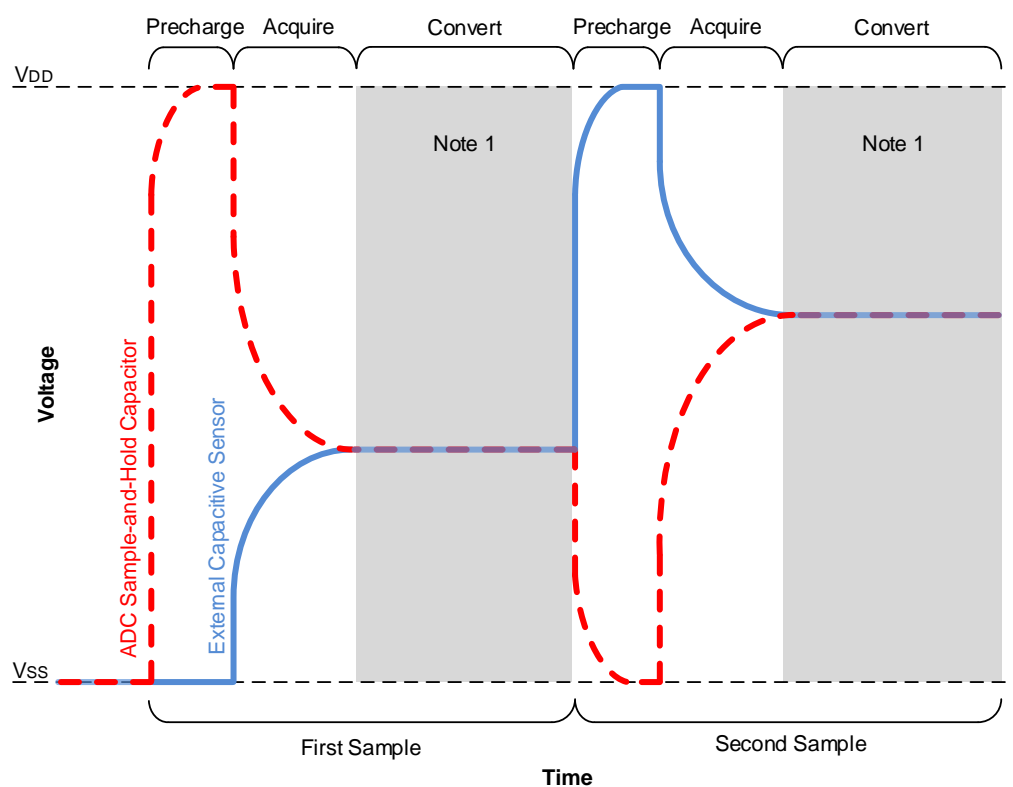 Precharge Acquire Convert Precharge Acquire Convert
VDD
Note 1 Note 1
Voltage
ADC Sample-and-Hold Capacitor
External Capacitive Sensor
VSS
First Sample Second Sample
Time